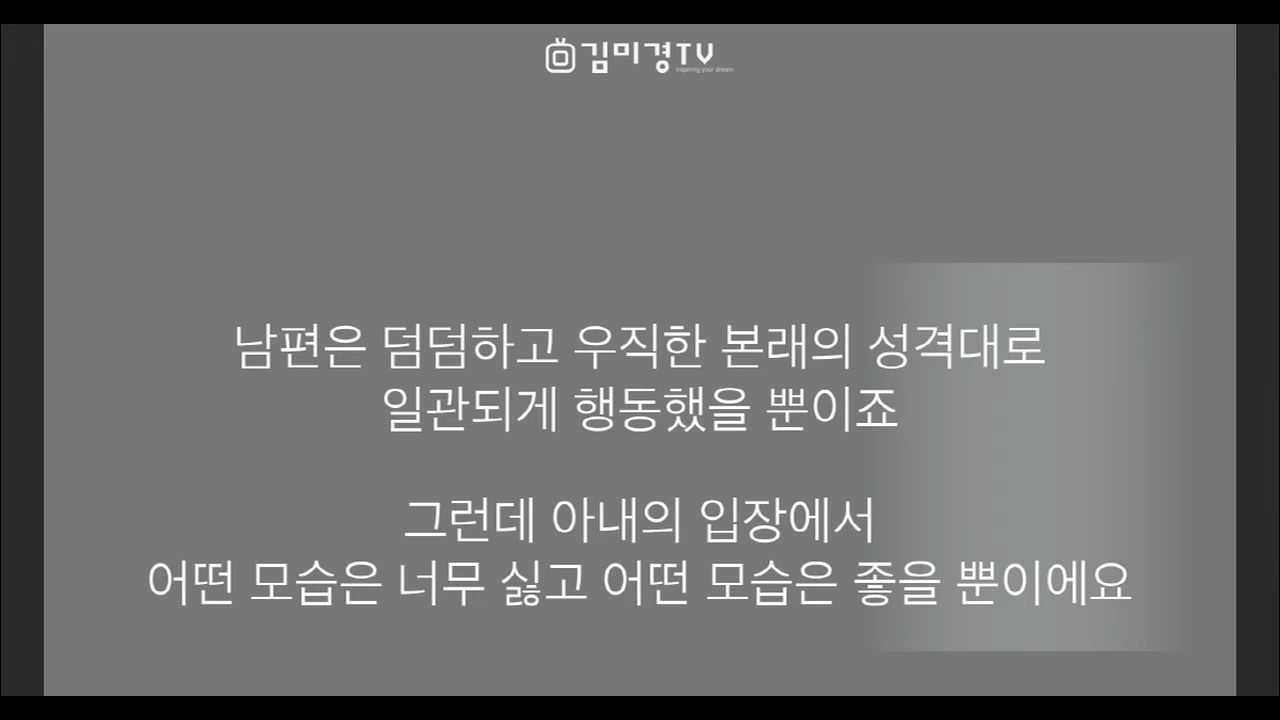 김미경TV
inspiring your dream
남편은 덤덤하고 우직한 본래의 성격대로
일관되게 행동했을 뿐이죠
그런데 아내의 입장에서
어떤 모습은 너무 싫고 어떤 모습은 좋을 뿐이에요